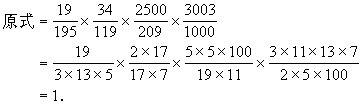 原式 = 19/195 × 34/119 × 2500/209 × 3003/1000
= 19/(3×13×5) × (2×17)/(17×7) × (5×5×100)/(19×11) × (3×11×13×7)/(2×5×100)
= 1.